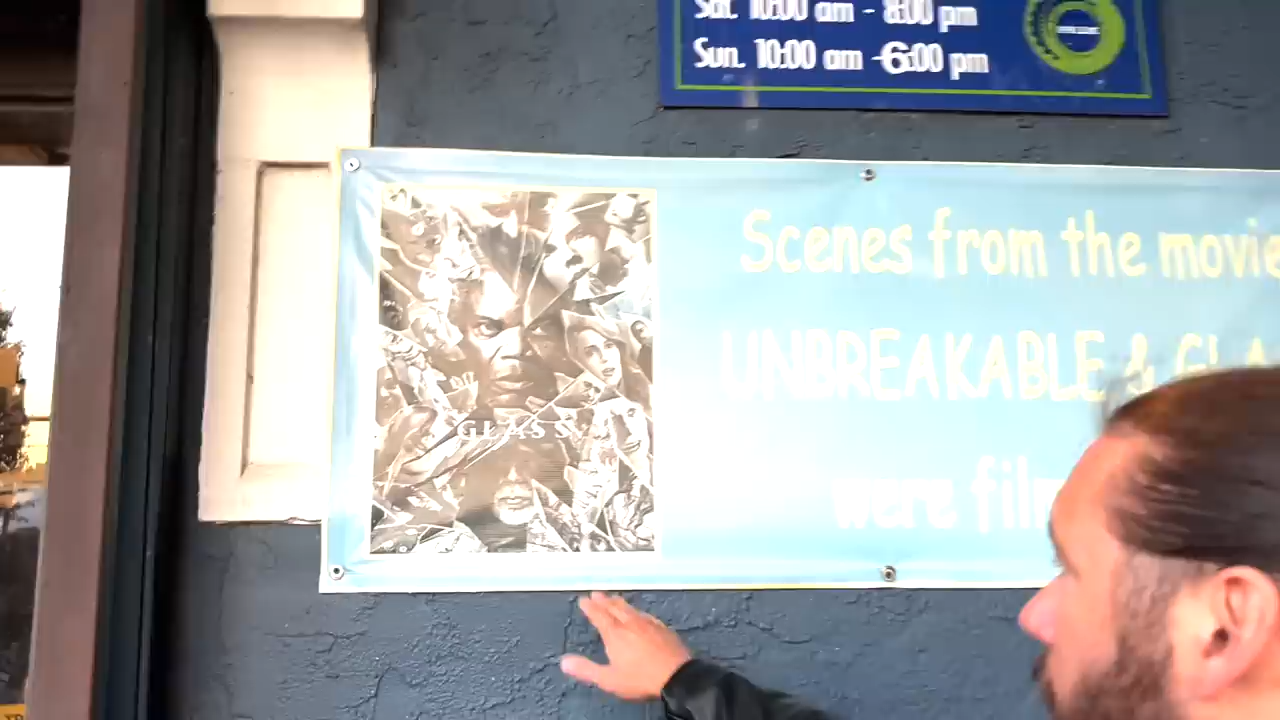 Sat. 10:00 am - 8:00 pm
Sun. 10:00 am - 6:00 pm
Scenes from the movie
UNBREAKABLE &
were
GLASS